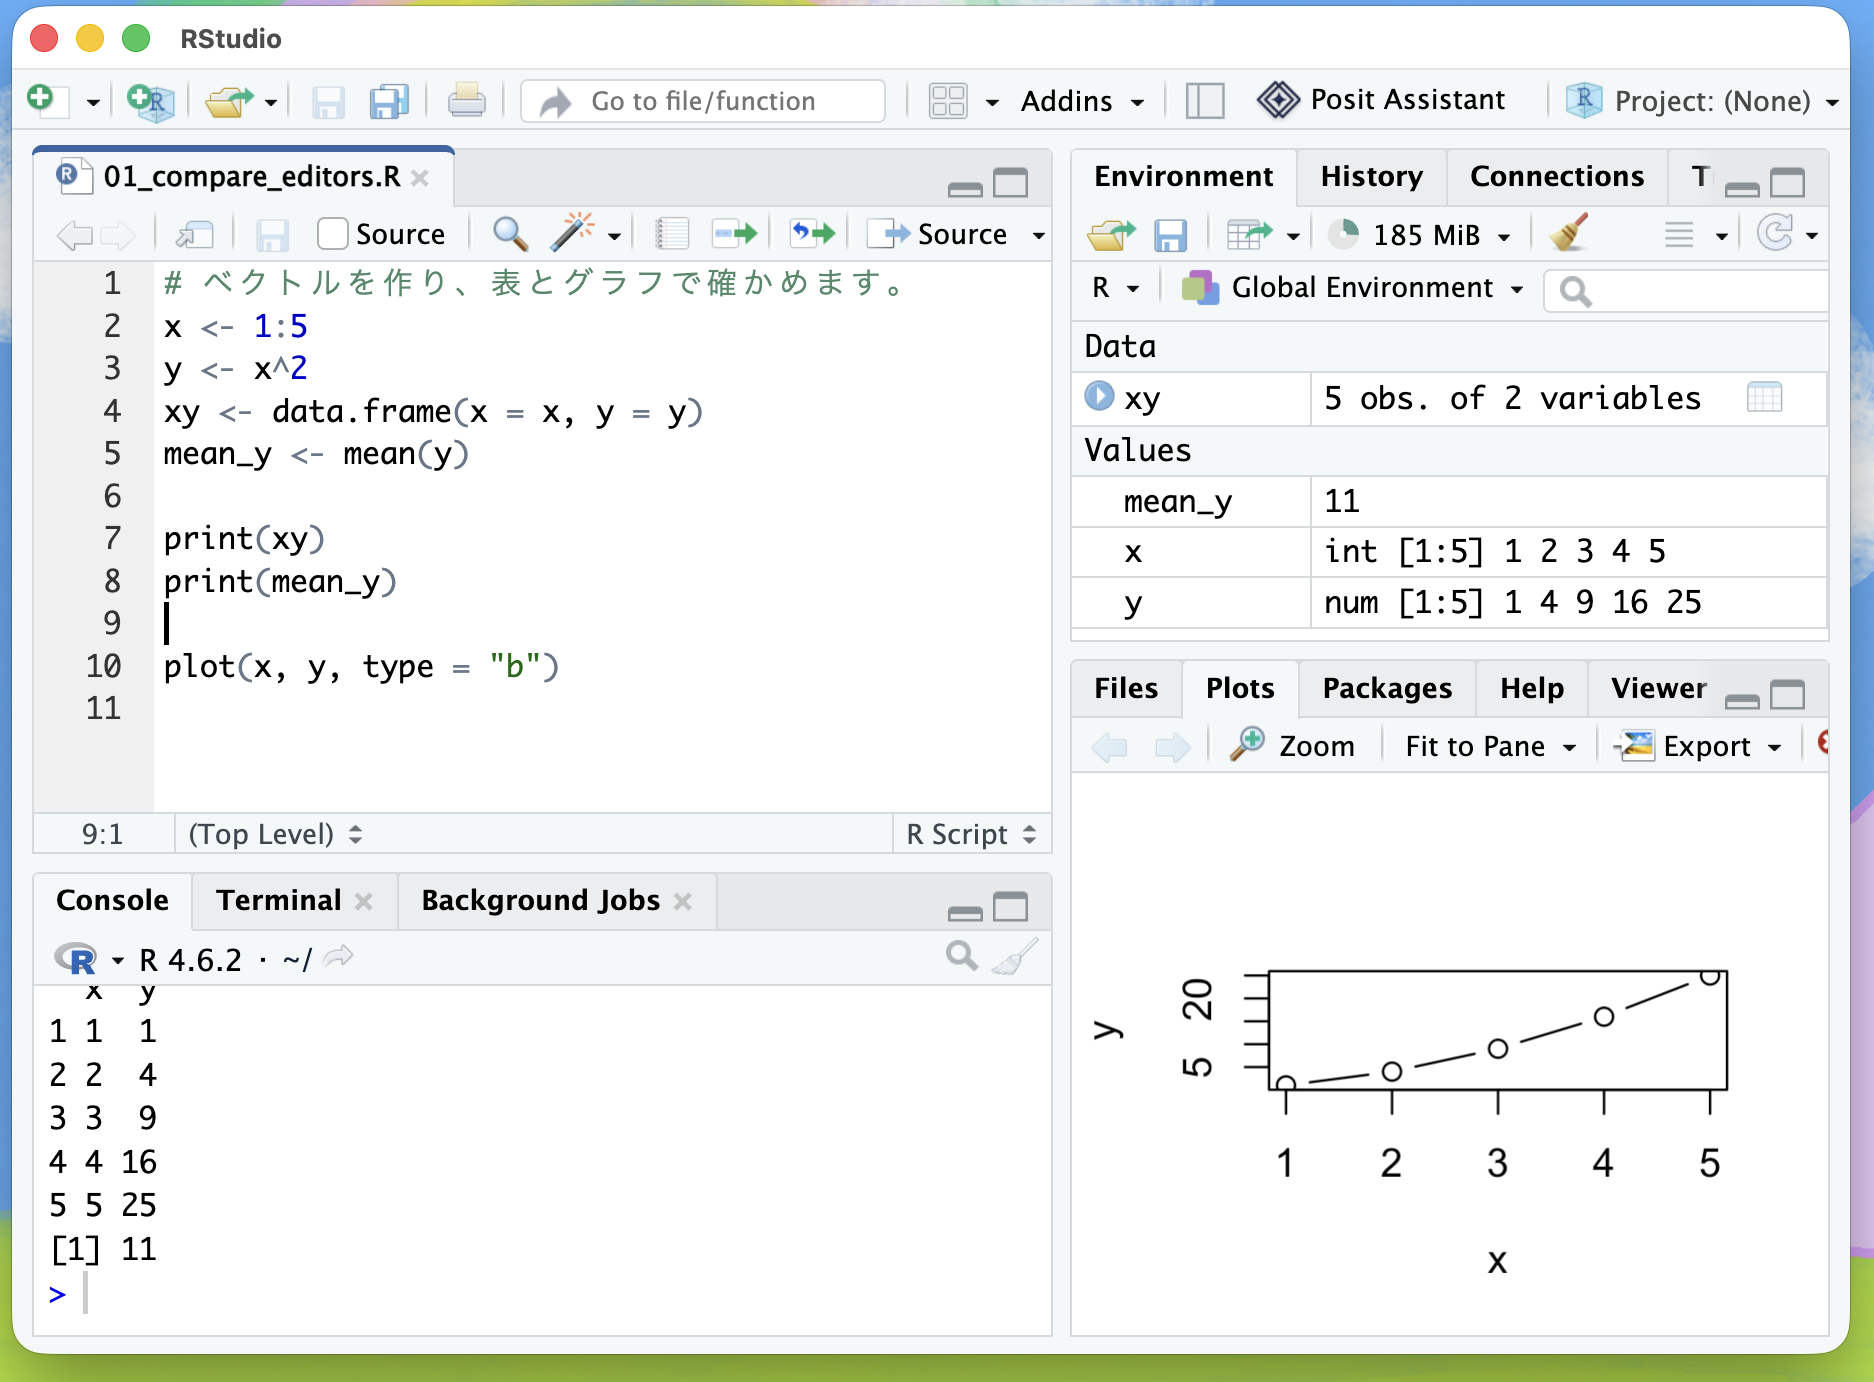 RStudio
Go to file/function
Addins
Posit Assistant
Project: (None)
01_compare_editors.R
Source
Source
1 # ベクトルを作り、表とグラフで確かめます。
2 x <- 1:5
3 y <- x^2
4 xy <- data.frame(x = x, y = y)
5 mean_y <- mean(y)
6
7 print(xy)
8 print(mean_y)
9
10 plot(x, y, type = "b")
11
9:1 (Top Level) R Script
Console Terminal Background Jobs
R 4.6.2 · ~/
x y
1 1 1
2 2 4
3 3 9
4 4 16
5 5 25
[1] 11
>
Environment History Connections T
185 MiB
R Global Environment
Data
xy 5 obs. of 2 variables
Values
mean_y 11
x int [1:5] 1 2 3 4 5
y num [1:5] 1 4 9 16 25
Files Plots Packages Help Viewer
Zoom Fit to Pane Export
y
20
5
1 2 3 4 5
x